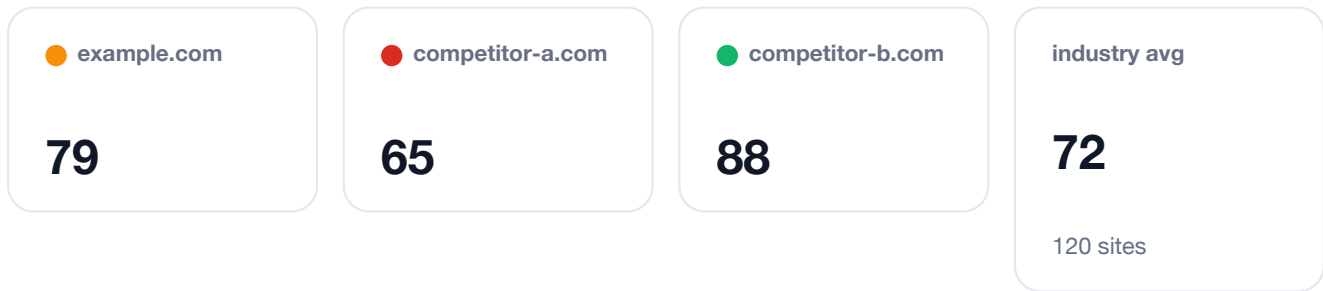 example.com
79
competitor-a.com
65
competitor-b.com
88
industry avg
72
120 sites